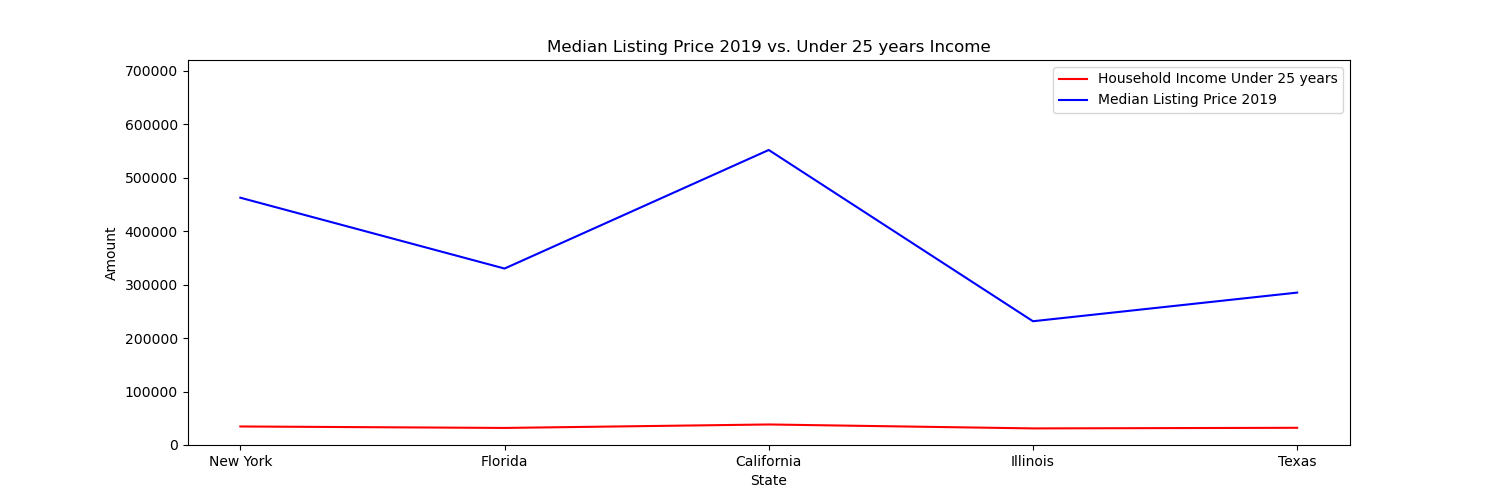 Median Listing Price 2019 vs. Under 25 years Income
700000
600000
500000
400000
300000
200000
100000
0
Amount
Household Income Under 25 years
Median Listing Price 2019
New York
Florida
California
Illinois
Texas
State